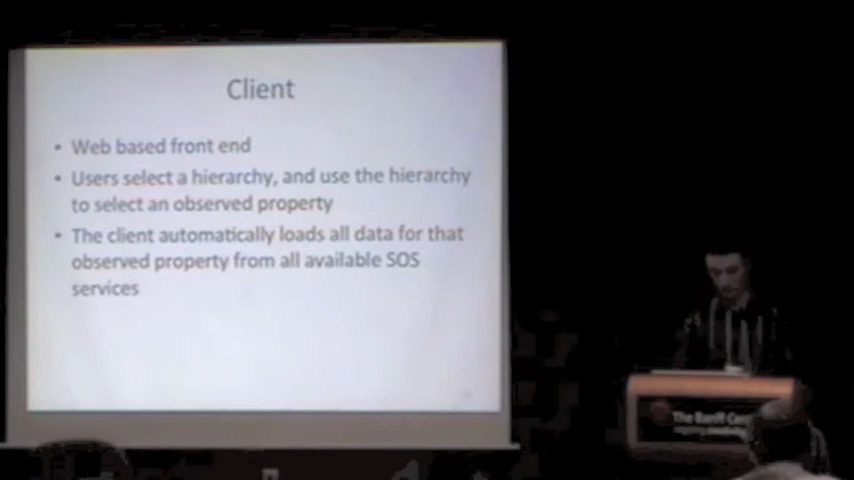 Client
• Web based front end
• Users select a hierarchy, and use the hierarchy
to select an observed property
• The client automatically loads all data for that
observed property from all available SOS
services
The Banff Cen